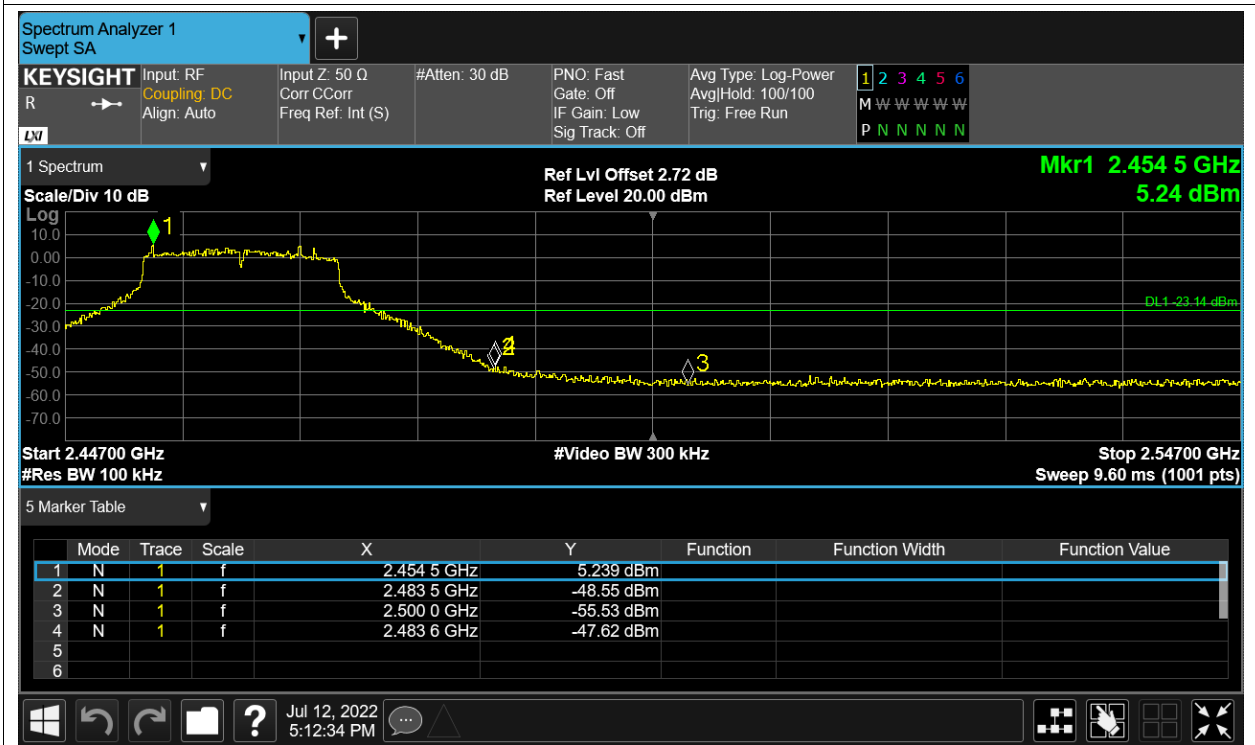 Spectrum Analyzer 1
Swept SA
KEYSIGHT Input: RF Input Z: 50 Ω #Atten: 30 dB PNO: Fast Avg Type: Log-Power 1 2 3 4 5 6
R Coupling: DC Corr CCorr Gate: Off Avg|Hold: 100/100 M W W W W W
Align: Auto Freq Ref: Int (S) IF Gain: Low Trig: Free Run
LXI Sig Track: Off P N N N N N
1 Spectrum Ref Lvl Offset 2.72 dB Mkr1 2.454 5 GHz
Scale/Div 10 dB Ref Level 20.00 dBm 5.24 dBm
Log
1
10.0
0.00
-10.0
-20.0
DL1 -23.14 dBm
-30.0
-40.0
3
-50.0
-60.0
-70.0
Start 2.44700 GHz #Video BW 300 kHz Stop 2.54700 GHz
#Res BW 100 kHz Sweep 9.60 ms (1001 pts)
5 Marker Table
Mode Trace Scale X Y Function Function Width Function Value
1 N 1 f 2.454 5 GHz 5.239 dBm
2 N 1 f 2.483 5 GHz -48.55 dBm
3 N 1 f 2.500 0 GHz -55.53 dBm
4 N 1 f 2.483 6 GHz -47.62 dBm
5
6
? Jul 12, 2022
5:12:34 PM